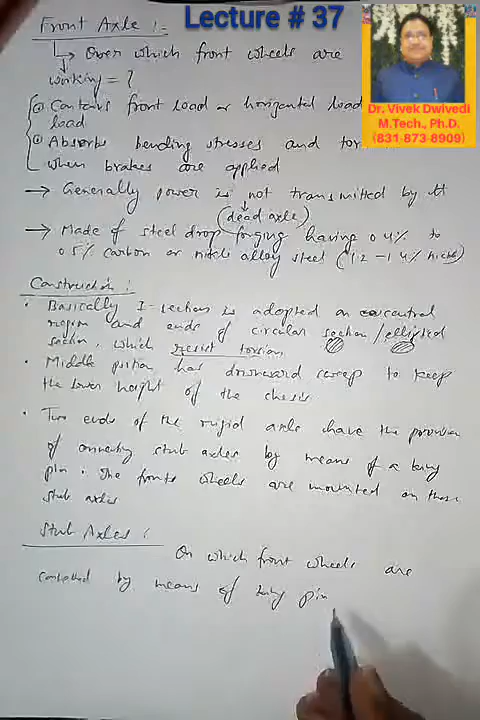 Lecture # 37
Front Axle :-
Dr. Vivek Dwivedi
M.Tech., Ph.D.
(831-873-8909)
↳ Over which front wheels are
working = ?
Contains front load or horizontal load
load
Absorbs bending stresses and
when brakes are applied
→ Generally power is not transmitted by it
(dead axle)
→ Made of steel drop forging having 0.4% to
0.5% carbon or nickle alloy steel (1.2 - 1.4% nickle)
Construction :
• Basically I-section is adopted on central
region and ends of circular section/elliptical
section, which resist torsion
• Middle portion has downward sweep to keep
the lower height of the chassis
• Two ends of the rigid axle have the provision
of connecting stub axles by means of a king
pin. The front wheels are mounted on these
stub axles
Stub Axles :
On which front wheels are
controlled by means of king pin